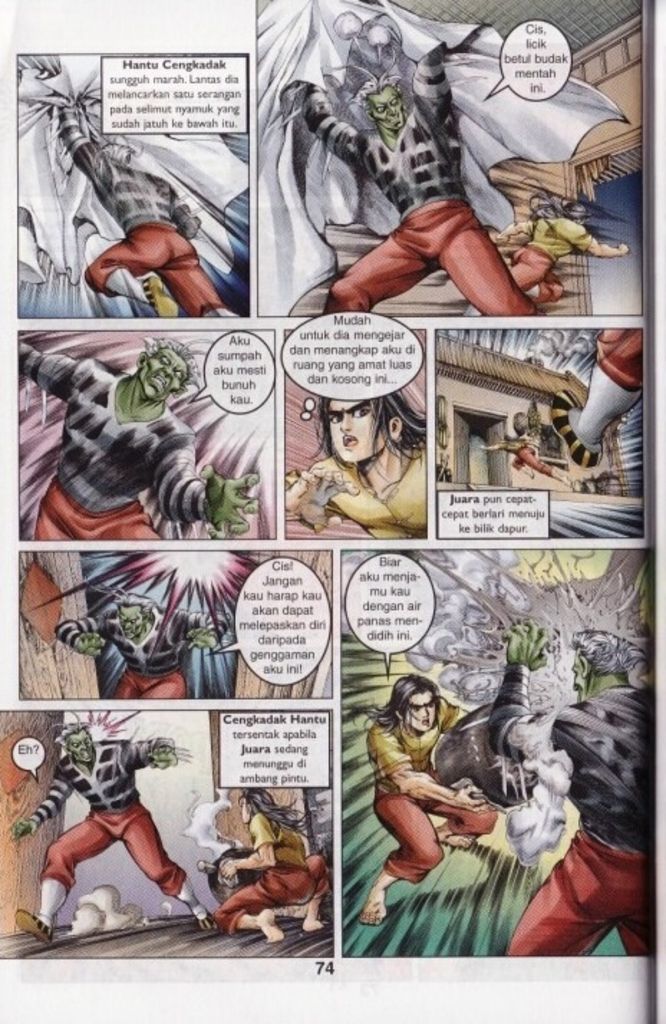 Hantu Cengkadak
sungguh marah. Lantas dia
melancarkan satu serangan
pada selimut nyamuk yang
sudah jatuh ke bawah itu.
Cis,
licik
betul budak
mentah
ini.
Aku
sumpah
aku mesti
bunuh
kau.
Mudah
untuk dia mengejar
dan menangkap aku di
ruang yang amat luas
dan kosong ini...
Juara pun cepat-
cepat berlari menuju
ke bilik dapur.
Cis!
Jangan
kau harap kau
akan dapat
melepaskan diri
daripada
genggaman
aku ini!
Biar
aku menja-
mu kau
dengan air
panas men-
didih ini.
Eh?
Cengkadak Hantu
tersentak apabila
Juara sedang
menunggu di
ambang pintu.
74